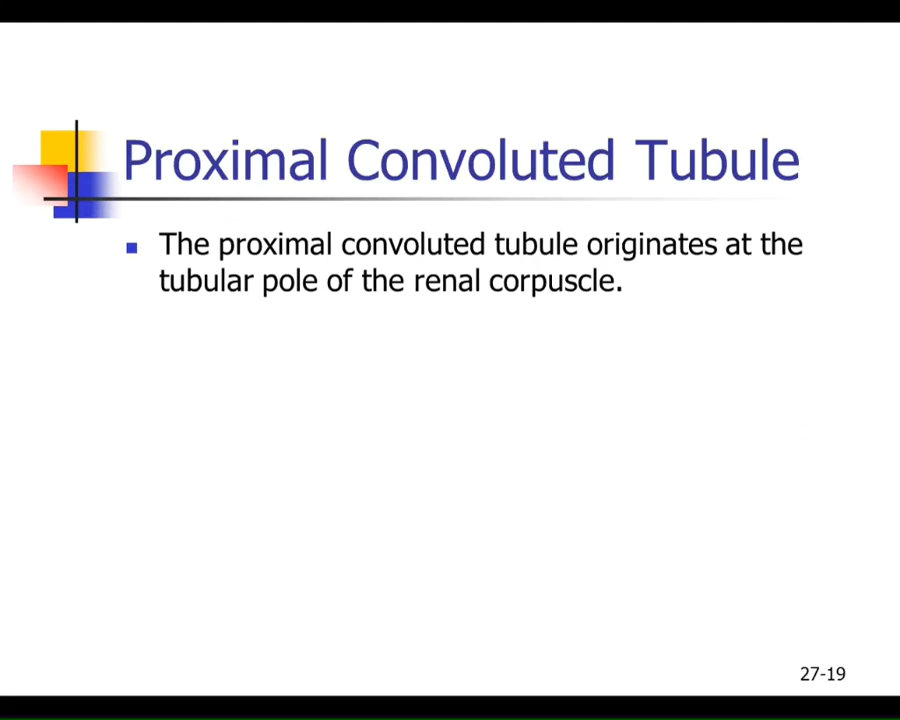 Proximal Convoluted Tubule
The proximal convoluted tubule originates at the
tubular pole of the renal corpuscle.
27-19